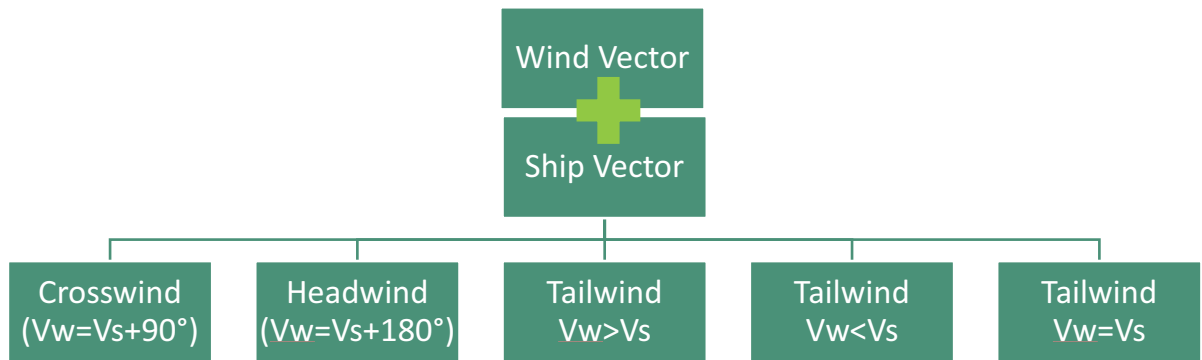 Wind Vector
Ship Vector
Crosswind
(Vw=Vs+90°)
Headwind
(Vw=Vs+180°)
Tailwind
Vw>Vs
Tailwind
Vw<Vs
Tailwind
Vw=Vs